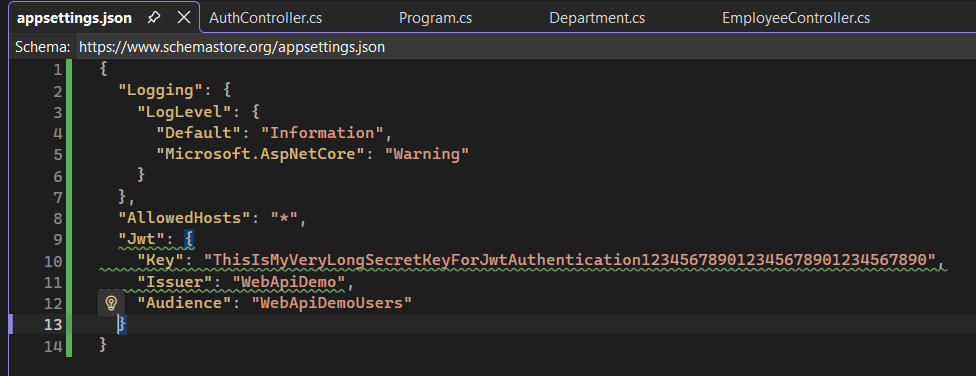 appsettings.json AuthController.cs Program.cs Department.cs EmployeeController.cs
Schema: https://www.schemastore.org/appsettings.json
1 {
2 "Logging": {
3 "LogLevel": {
4 "Default": "Information",
5 "Microsoft.AspNetCore": "Warning"
6 }
7 },
8 "AllowedHosts": "*",
9 "Jwt": {
10 "Key": "ThisIsMyVeryLongSecretKeyForJwtAuthentication123456789012345678901234567890",
11 "Issuer": "WebApiDemo",
12 "Audience": "WebApiDemoUsers"
13 }
14 }